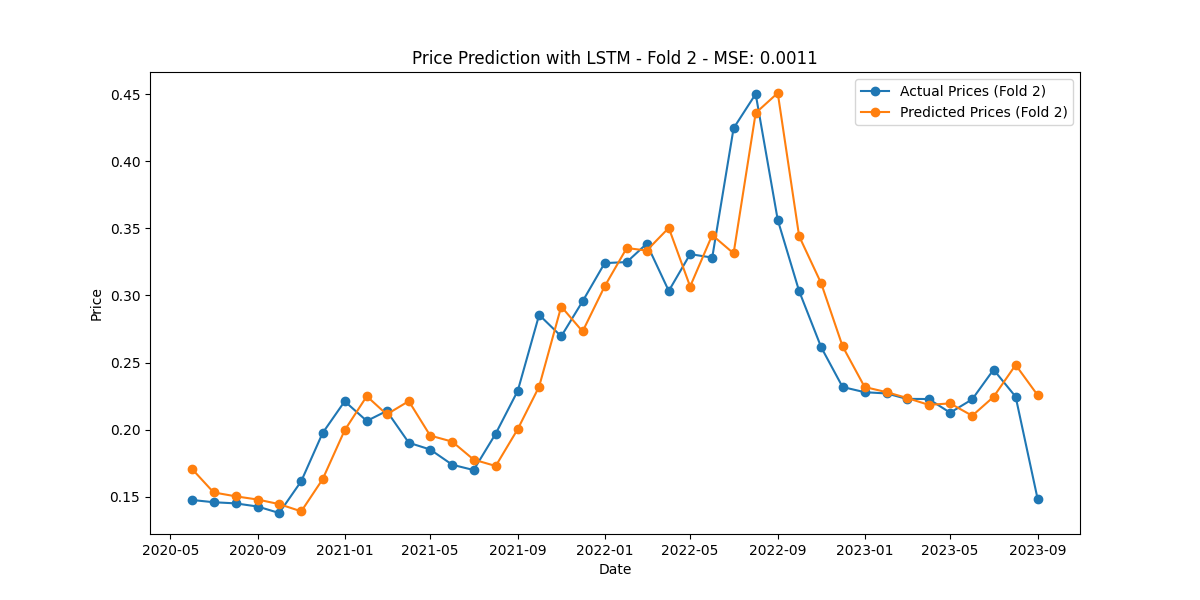 Price Prediction with LSTM - Fold 2 - MSE: 0.0011
Actual Prices (Fold 2)
Predicted Prices (Fold 2)
Price
0.45
0.40
0.35
0.30
0.25
0.20
0.15
2020-05 2020-09 2021-01 2021-05 2021-09 2022-01 2022-05 2022-09 2023-01 2023-05 2023-09
Date